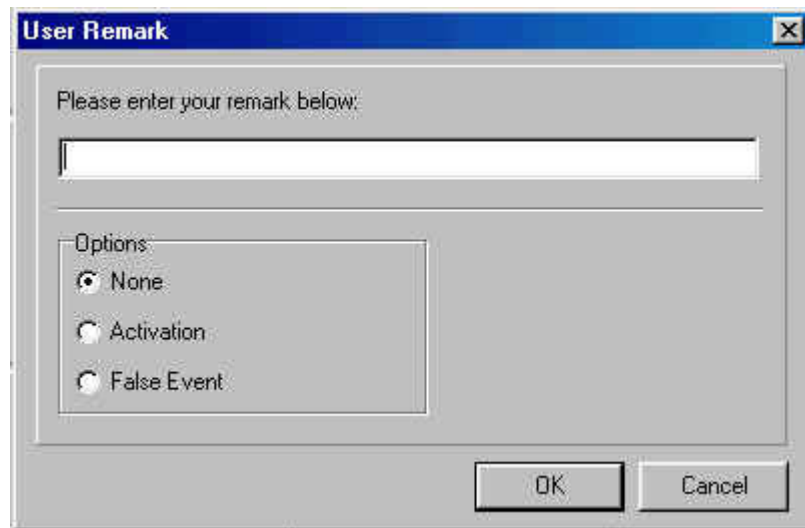 User Remark
Please enter your remark below:
Options
None
Activation
False Event
OK Cancel